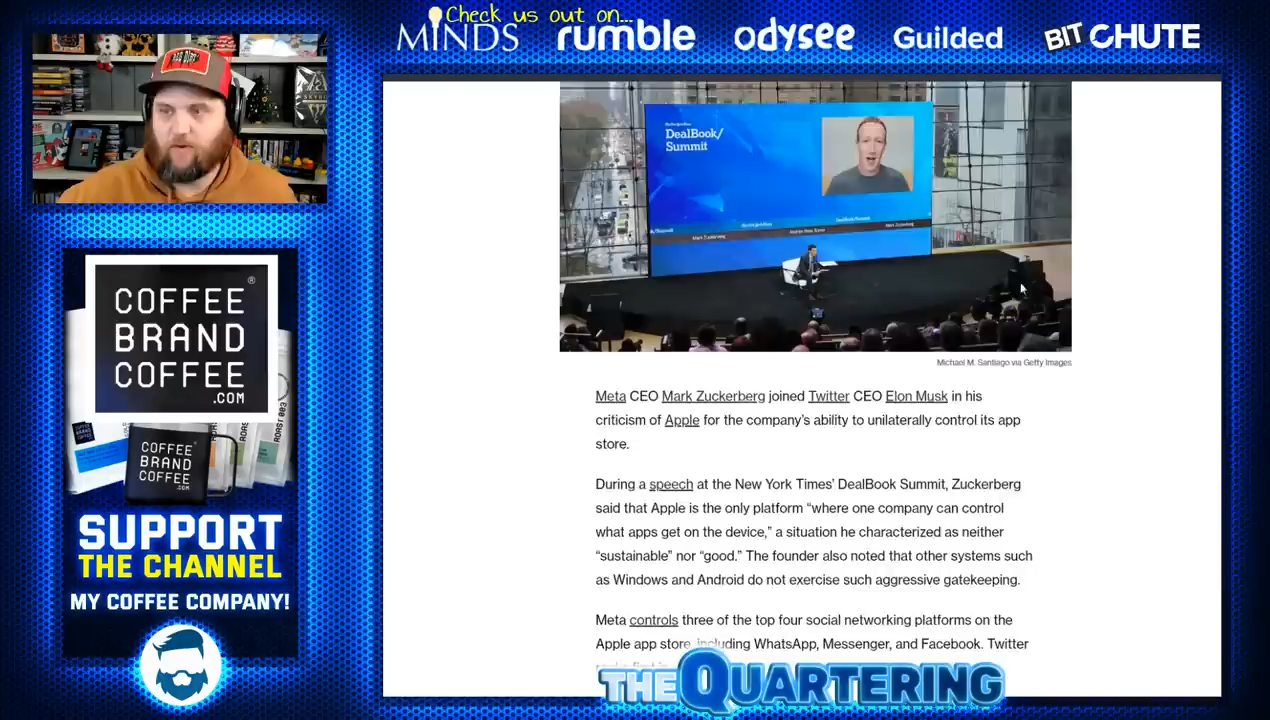 Check us out on...
MINDS
rumble
odysee
Guilded
BIT CHUTE
DealBook/
Summit
Mark Zuckerberg
Mark Zuckerberg
Michael M. Santiago via Getty Images
COFFEE
BRAND
COFFEE
.COM
®
COFFEE
BRAND
COFFEE
.COM
SUPPORT
THE CHANNEL
MY COFFEE COMPANY!
Meta CEO Mark Zuckerberg joined Twitter CEO Elon Musk in his
criticism of Apple for the company’s ability to unilaterally control its app
store.
During a speech at the New York Times’ DealBook Summit, Zuckerberg
said that Apple is the only platform “where one company can control
what apps get on the device,” a situation he characterized as neither
“sustainable” nor “good.” The founder also noted that other systems such
as Windows and Android do not exercise such aggressive gatekeeping.
Meta controls three of the top four social networking platforms on the
Apple app store, including WhatsApp, Messenger, and Facebook. Twitter
THE QUARTERING